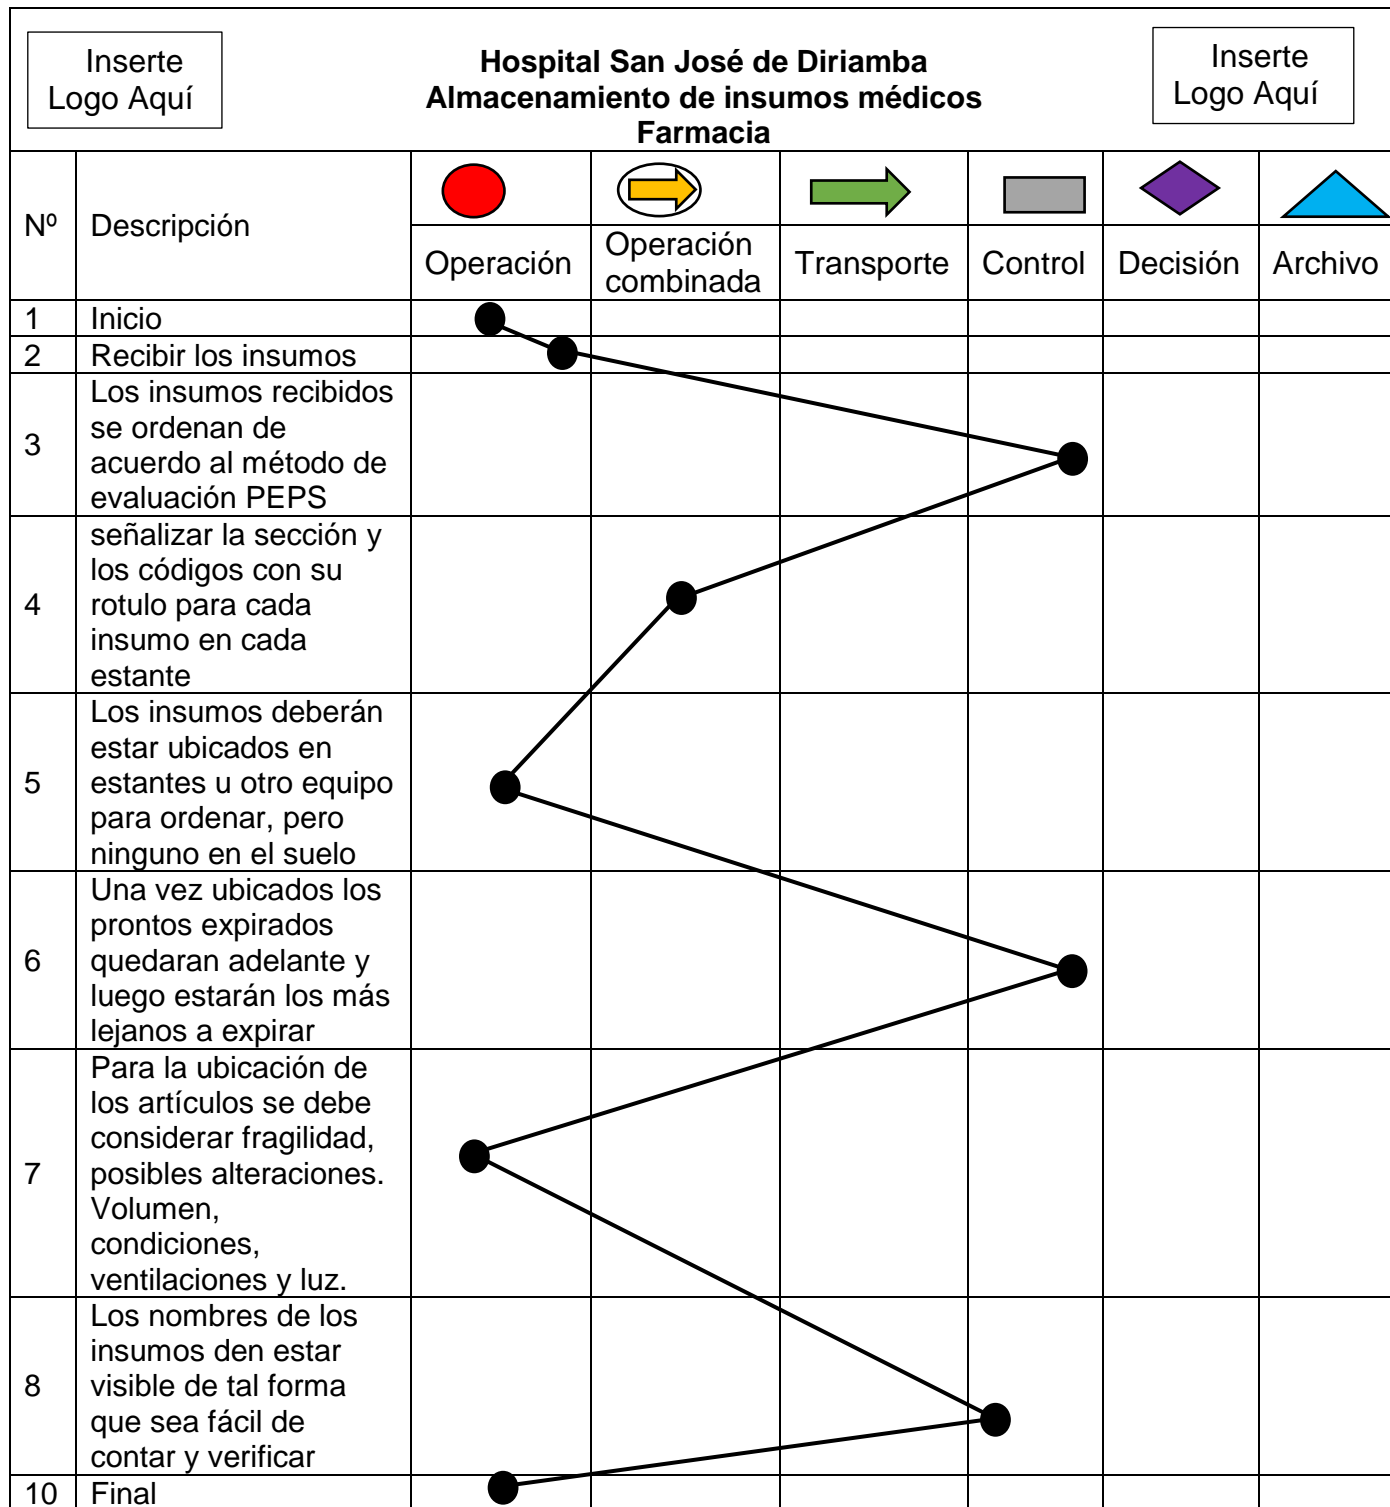 Inserte
Logo Aquí
Hospital San José de Diriamba
Almacenamiento de insumos médicos
Farmacia
Inserte
Logo Aquí
Nº
Descripción
Operación
Operación
combinada
Transporte
Control
Decisión
Archivo
1
Inicio
2
Recibir los insumos
3
Los insumos recibidos
se ordenan de
acuerdo al método de
evaluación PEPS
4
señalizar la sección y
los códigos con su
rotulo para cada
insumo en cada
estante
5
Los insumos deberán
estar ubicados en
estantes u otro equipo
para ordenar, pero
ninguno en el suelo
6
Una vez ubicados los
prontos expirados
quedaran adelante y
luego estarán los más
lejanos a expirar
7
Para la ubicación de
los artículos se debe
considerar fragilidad,
posibles alteraciones.
Volumen,
condiciones,
ventilaciones y luz.
8
Los nombres de los
insumos den estar
visible de tal forma
que sea fácil de
contar y verificar
10
Final